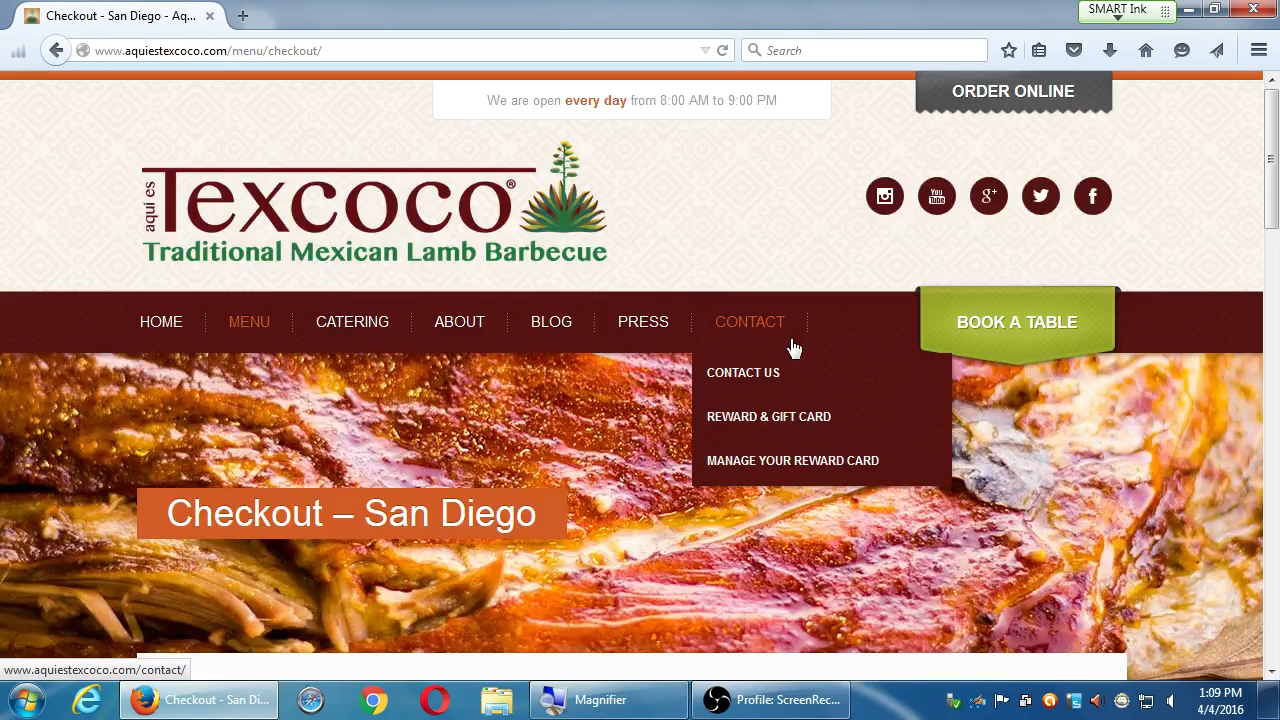 Checkout - San Diego - Aq...
SMART Ink
www.aquiestexcoco.com/menu/checkout/
Search
We are open every day from 8:00 AM to 9:00 PM
ORDER ONLINE
aquí es
Texcoco®
Traditional Mexican Lamb Barbecue
You Tube
g+
f
HOME
MENU
CATERING
ABOUT
BLOG
PRESS
CONTACT
BOOK A TABLE
CONTACT US
REWARD & GIFT CARD
MANAGE YOUR REWARD CARD
Checkout – San Diego
www.aquiestexcoco.com/contact/
Checkout - San Di...
Magnifier
Profile: ScreenRec...
1:09 PM
4/4/2016